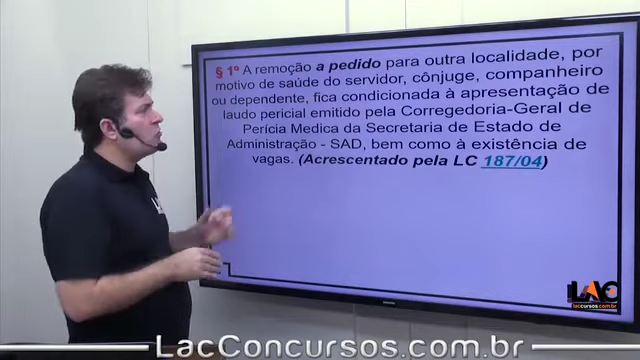 § 1º A remoção a pedido para outra localidade, por
motivo de saúde do servidor, cônjuge, companheiro
ou dependente, fica condicionada à apresentação de
laudo pericial emitido pela Corregedoria-Geral de
Perícia Medica da Secretaria de Estado de
Administração - SAD, bem como à existência de
vagas. (Acrescentado pela LC 187/04)
LAC
laccursos.com.br
LacConcursos.com.br